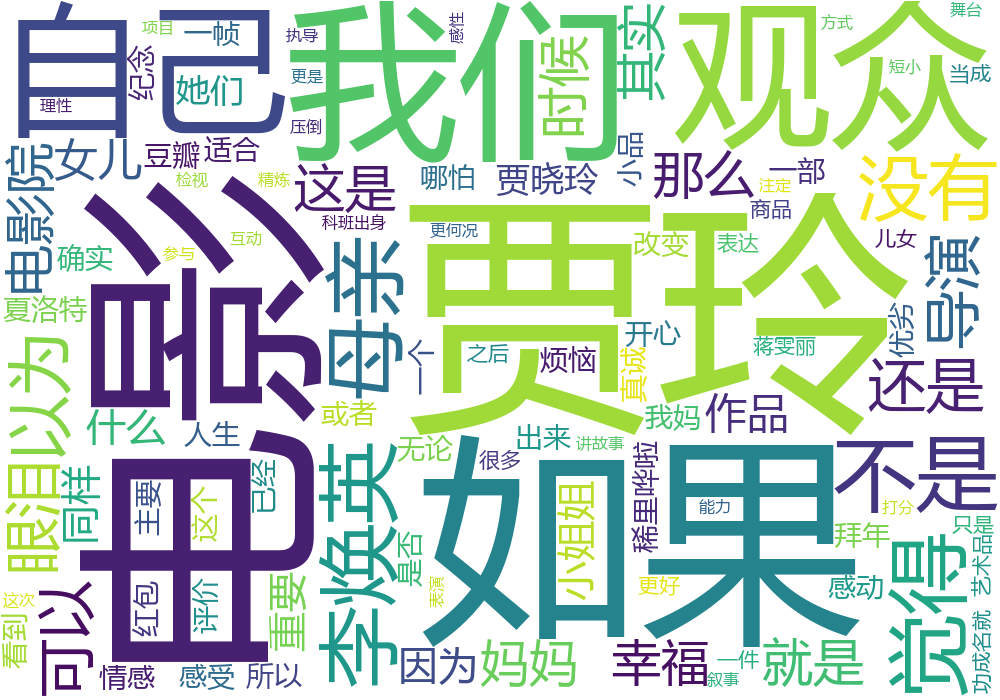 自己
项目
一帧
纪念
她们
理性
执导
更是
压倒
我们
感性
时候
其实
观众
方式
短小
舞台
当成
电影院
女儿
豆瓣
适合
检视
精炼
这是
科班出身
哪怕
贾晓玲
小品
那么
一部
注定
商品
没有
确实
参与
互动
电影
母亲
更何况
贾玲
改变
表达
儿女
导演
夏洛特
一个
之后
烦恼
开心
真诚
蒋雯丽
优劣
还是
以为
什么
人生
或者
我妈
作品
眼泪
同样
主要
这个
已经
无论
很多
出来
讲故事
如果
小姐姐
稀里哗啦
能力
不是
打分
只是
拜年
李焕英
是否
表演
更好
感动
觉得
艺术品
功成名就
这次
看到
可以
红包
评价
重要
情感
感受
所以
因为
妈妈
幸福
一件
叙事
就是